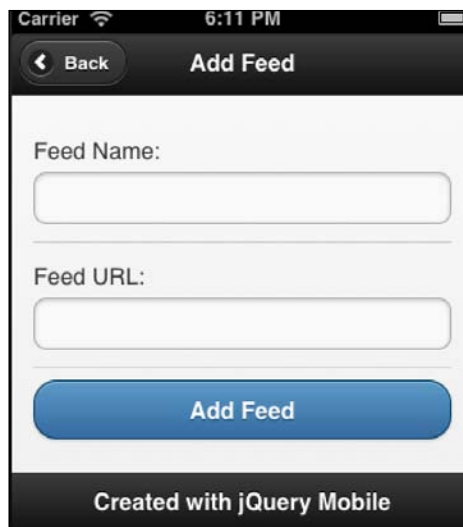 Carrier 6:11 PM
Back Add Feed
Feed Name:
Feed URL:
Add Feed
Created with jQuery Mobile